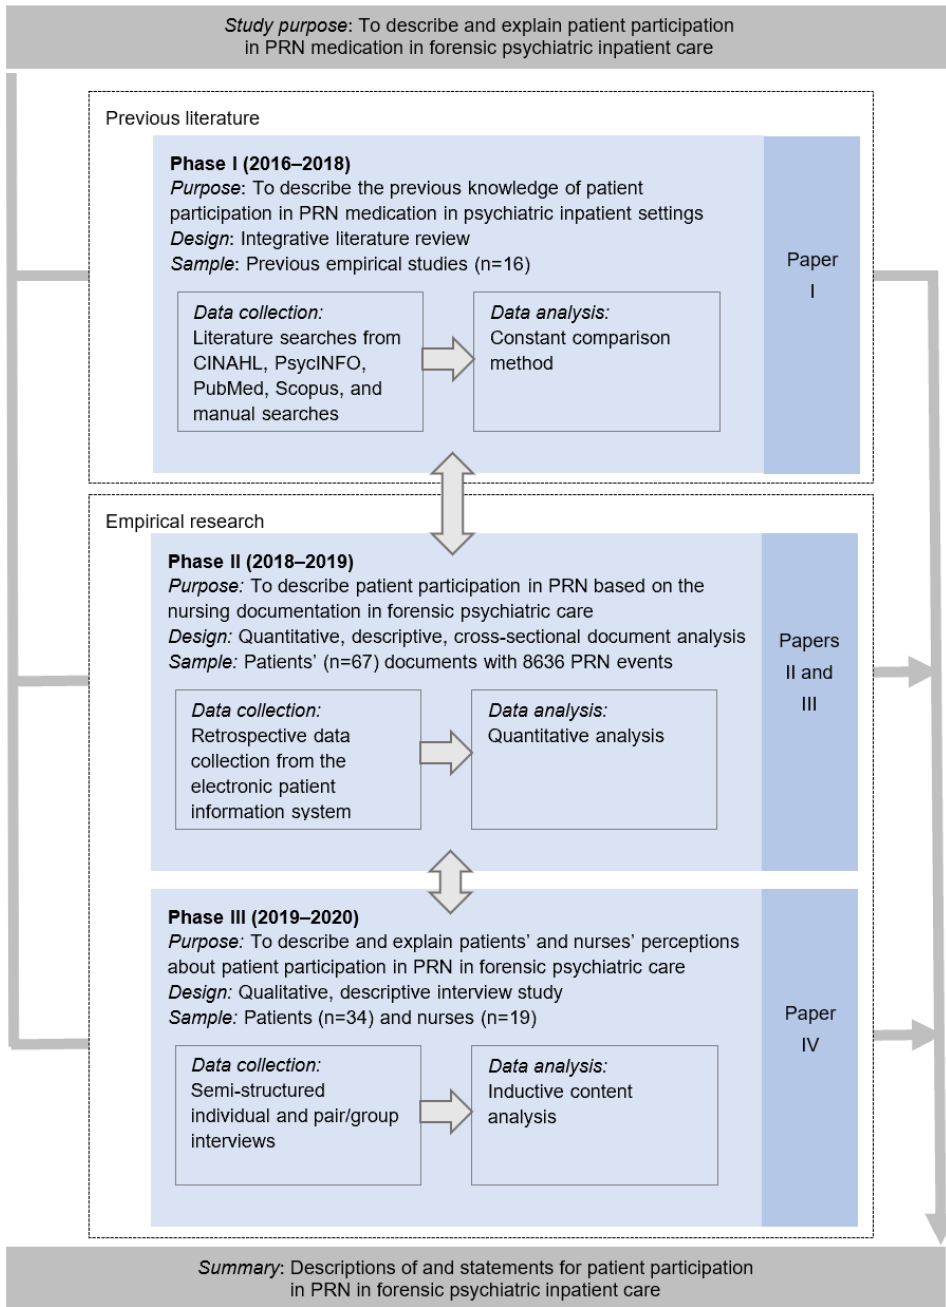 Study purpose: To describe and explain patient participation
in PRN medication in forensic psychiatric inpatient care
Previous literature
Phase I (2016–2018)
Purpose: To describe the previous knowledge of patient
participation in PRN medication in psychiatric inpatient settings
Design: Integrative literature review
Sample: Previous empirical studies (n=16)
Data collection:
Literature searches from
CINAHL, PsycINFO,
PubMed, Scopus, and
manual searches
Data analysis:
Constant comparison
method
Paper
I
Empirical research
Phase II (2018–2019)
Purpose: To describe patient participation in PRN based on the
nursing documentation in forensic psychiatric care
Design: Quantitative, descriptive, cross-sectional document analysis
Sample: Patients’ (n=67) documents with 8636 PRN events
Data collection:
Retrospective data
collection from the
electronic patient
information system
Data analysis:
Quantitative analysis
Papers
II and
III
Phase III (2019–2020)
Purpose: To describe and explain patients’ and nurses’ perceptions
about patient participation in PRN in forensic psychiatric care
Design: Qualitative, descriptive interview study
Sample: Patients (n=34) and nurses (n=19)
Data collection:
Semi-structured
individual and pair/group
interviews
Data analysis:
Inductive content
analysis
Paper
IV
Summary: Descriptions of and statements for patient participation
in PRN in forensic psychiatric inpatient care